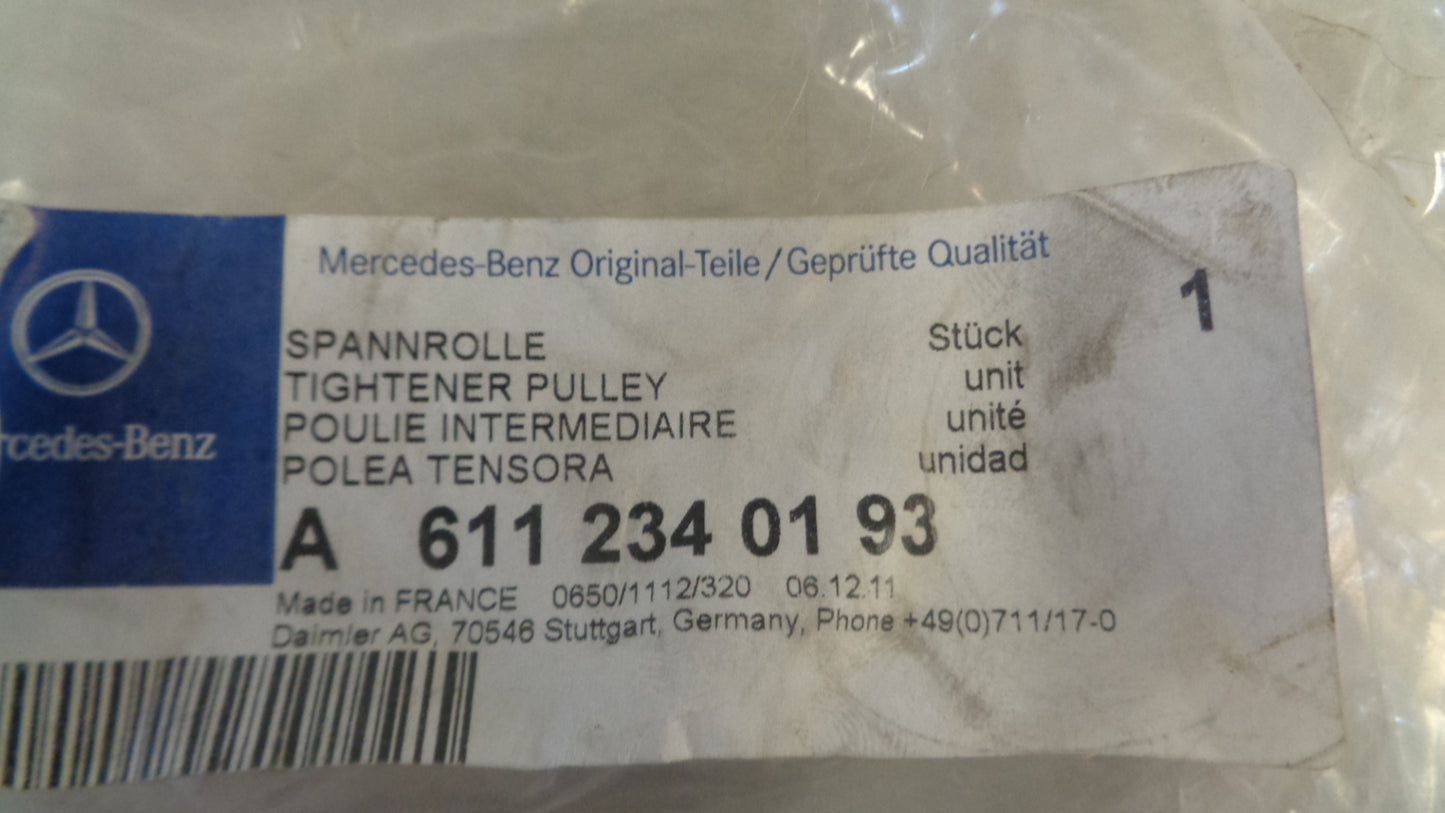 Mercedes-Benz Original-Teile/Geprüfte Qualität
1
SPANNROLLE Stück
TIGHTENER PULLEY unit
POULIE INTERMEDIAIRE unité
POLEA TENSORA unidad
rcedes-Benz
A 611 234 01 93
Made in FRANCE 0650/1112/320 06.12.11
Daimler AG, 70546 Stuttgart, Germany, Phone +49(0)711/17-0